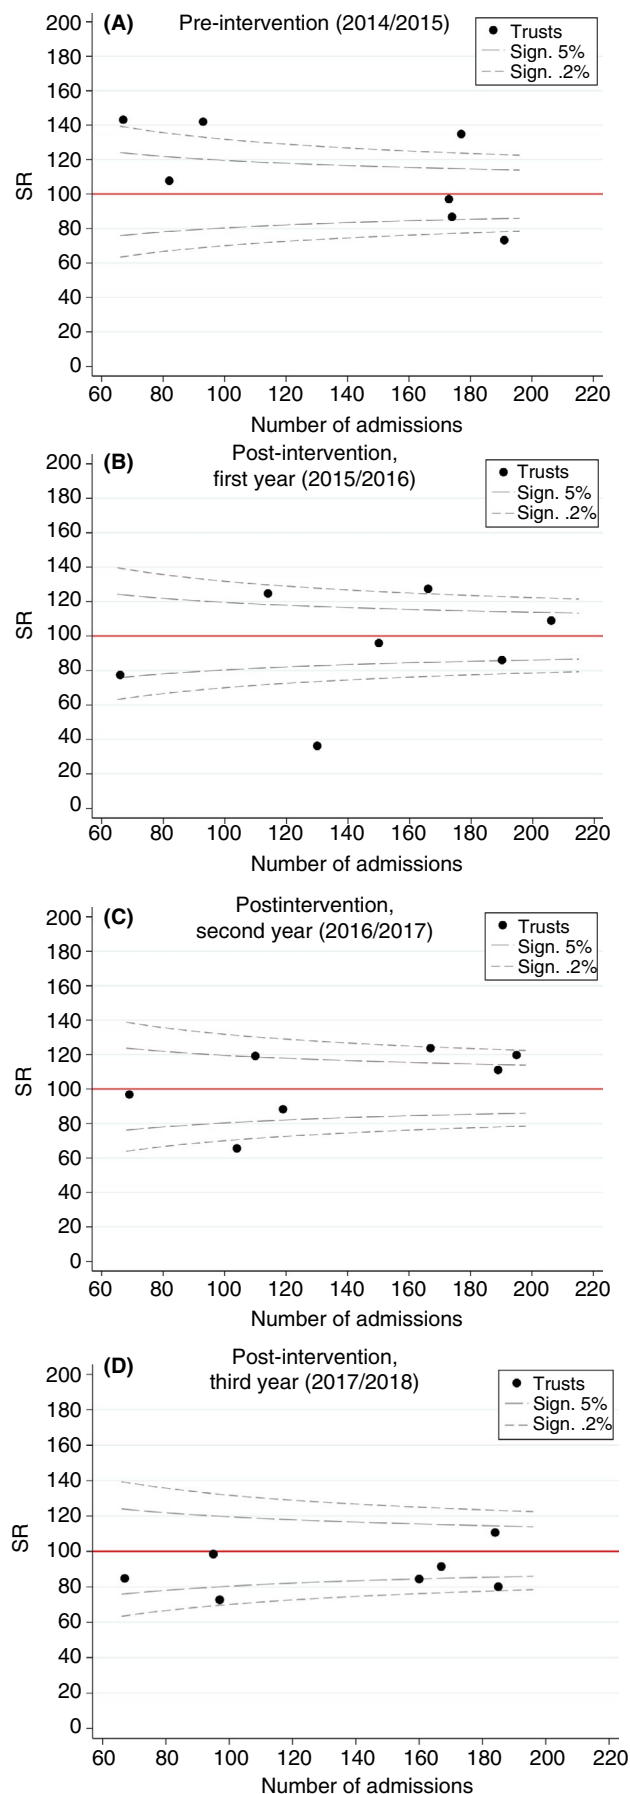 (A) Pre-intervention (2014/2015)
Trusts
Sign. 5%
Sign. .2%
200
180
160
140
120
100
80
60
40
20
0
SR
60 80 100 120 140 160 180 200 220
Number of admissions
(B) Post-intervention,
first year (2015/2016)
Trusts
Sign. 5%
Sign. .2%
200
180
160
140
120
100
80
60
40
20
0
SR
60 80 100 120 140 160 180 200 220
Number of admissions
(C) Postintervention,
second year (2016/2017)
Trusts
Sign. 5%
Sign. .2%
200
180
160
140
120
100
80
60
40
20
0
SR
60 80 100 120 140 160 180 200 220
Number of admissions
(D) Post-intervention,
third year (2017/2018)
Trusts
Sign. 5%
Sign. .2%
200
180
160
140
120
100
80
60
40
20
0
SR
60 80 100 120 140 160 180 200 220
Number of admissions